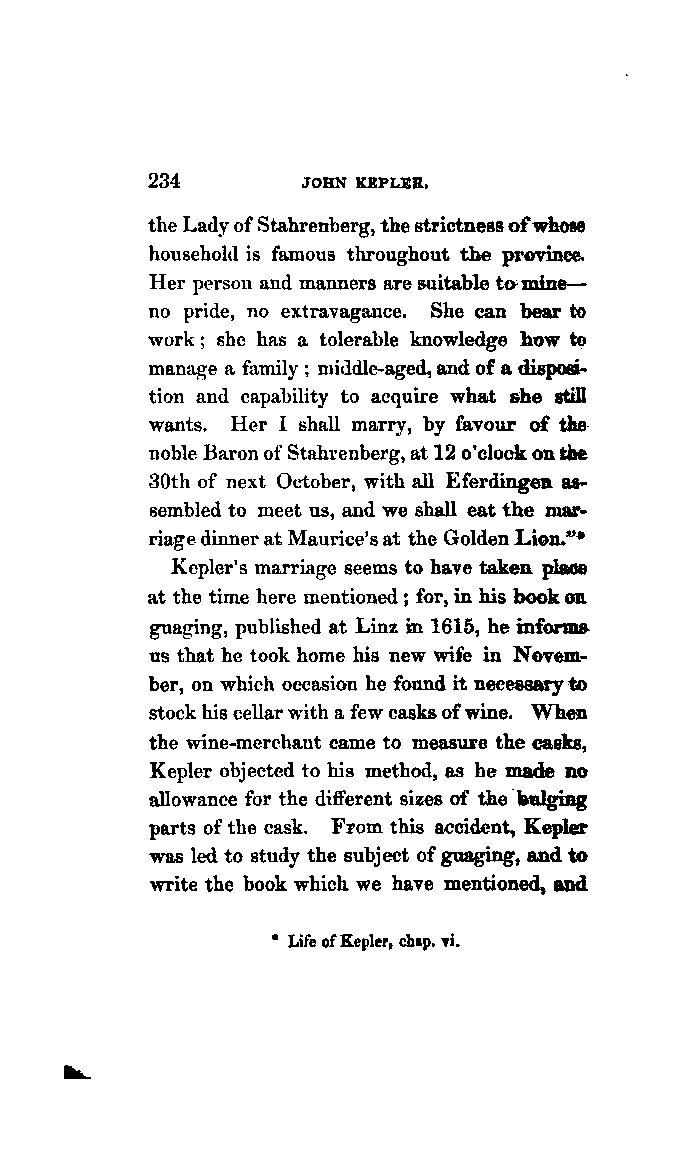 234 JOHN KEPLER.
the Lady of Stahrenberg, the strictness of whose
household is famous throughout the province.
Her person and manners are suitable to mine—
no pride, no extravagance. She can bear to
work ; she has a tolerable knowledge how to
manage a family ; middle-aged, and of a disposi-
tion and capability to acquire what she still
wants. Her I shall marry, by favour of the
noble Baron of Stahrenberg, at 12 o'clock on the
30th of next October, with all Eferdingen as-
sembled to meet us, and we shall eat the mar-
riage dinner at Maurice's at the Golden Lion."*
Kepler's marriage seems to have taken place
at the time here mentioned ; for, in his book on
guaging, published at Linz in 1615, he informs
us that he took home his new wife in Novem-
ber, on which occasion he found it necessary to
stock his cellar with a few casks of wine. When
the wine-merchant came to measure the casks,
Kepler objected to his method, as he made no
allowance for the different sizes of the bulging
parts of the cask. From this accident, Kepler
was led to study the subject of guaging, and to
write the book which we have mentioned, and
* Life of Kepler, chap. vi.